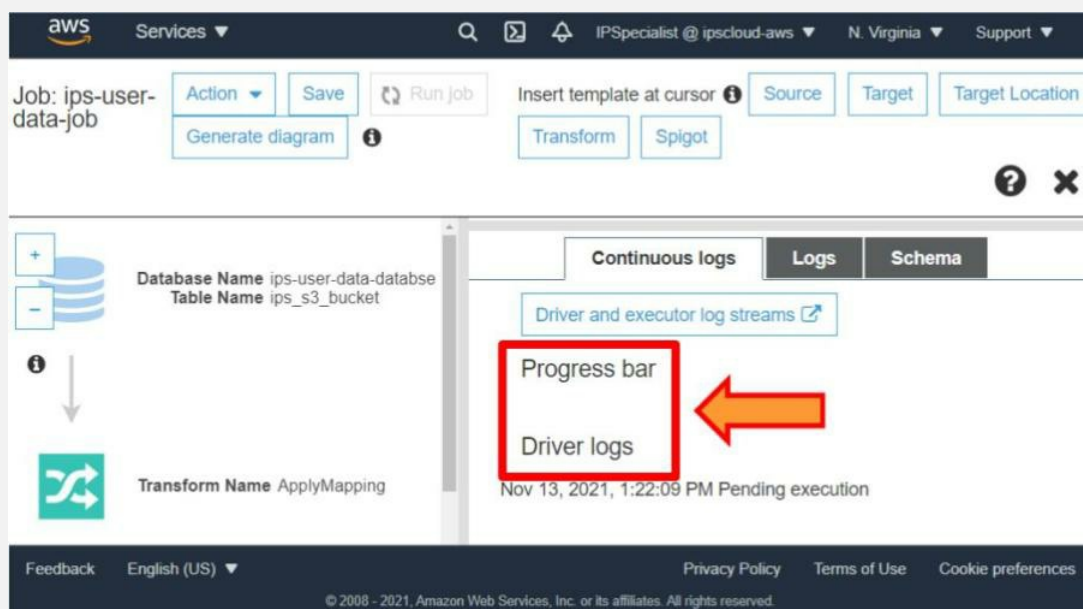 aws Services IPSpecialist @ ipscloud-aws N. Virginia Support
Job: ips-user-
data-job
Action Save Run job
Generate diagram
Insert template at cursor Source Target Target Location
Transform Spigot
+
-
Database Name ips-user-data-databse
Table Name ips_s3_bucket
Transform Name ApplyMapping
Continuous logs Logs Schema
Driver and executor log streams
Progress bar
Driver logs
Nov 13, 2021, 1:22:09 PM Pending execution
Feedback English (US) Privacy Policy Terms of Use Cookie preferences
© 2008 - 2021, Amazon Web Services, Inc. or its affiliates. All rights reserved.